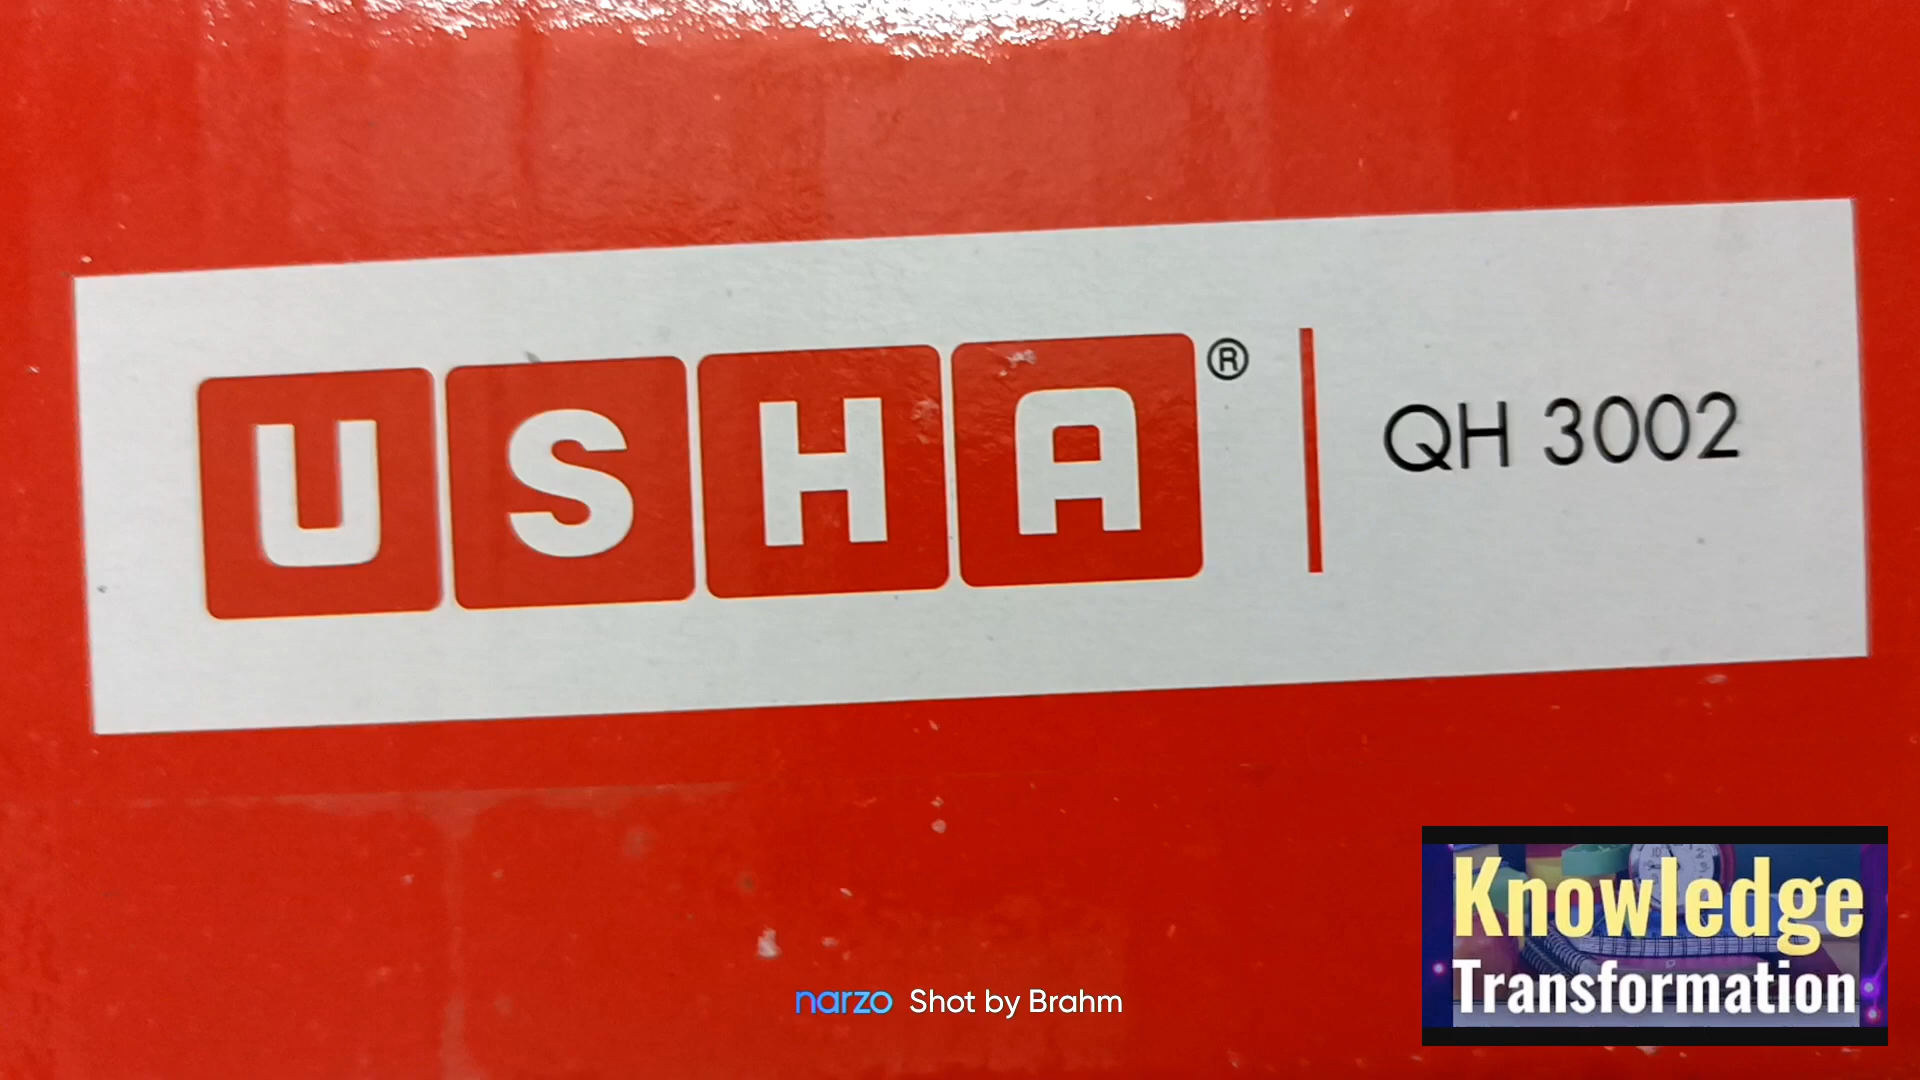 USHA® | QH 3002
narzo Shot by Brahm
Knowledge
Transformation